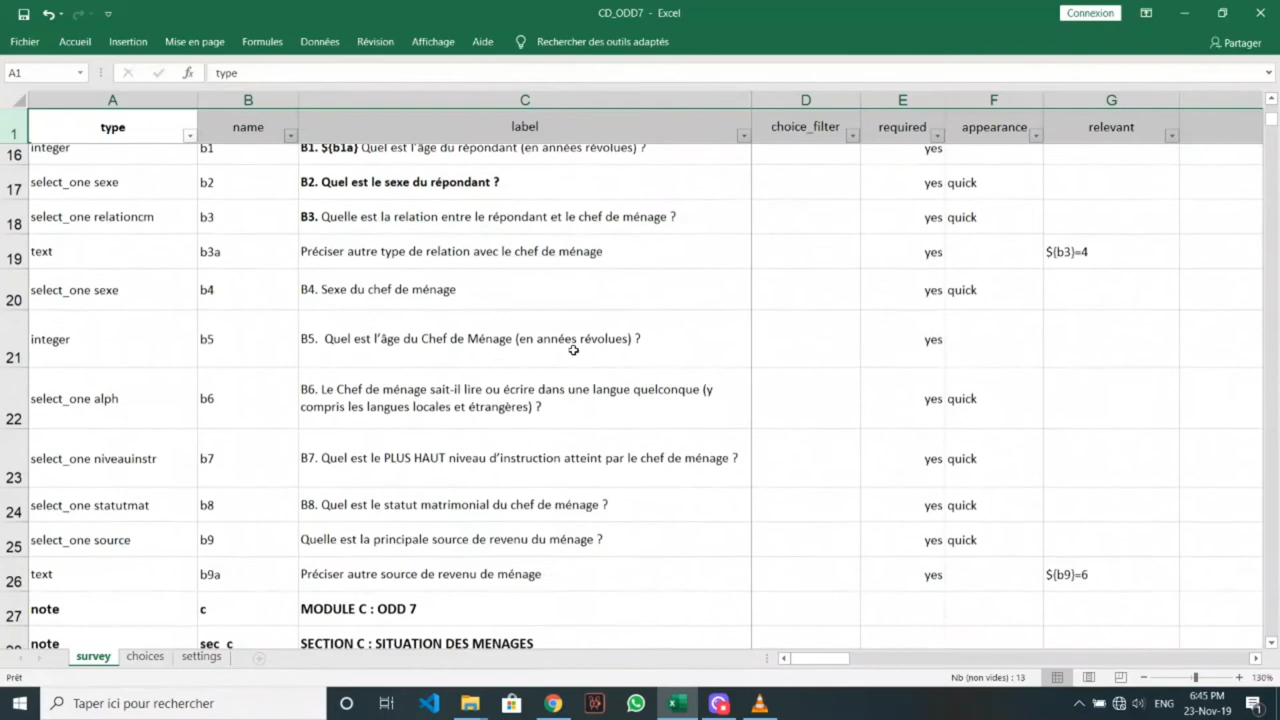 CD_ODD7 - Excel
Connexion
Fichier Accueil Insertion Mise en page Formules Données Révision Affichage Aide Rechercher des outils adaptés Partager
A1 fx type
A B C D E F G
1 type name label choice_filter required appearance relevant
16 integer b1 B1. ${b1a} Quel est l'âge du répondant (en années révolues) ? yes
17 select_one sexe b2 B2. Quel est le sexe du répondant ? yes quick
18 select_one relationcm b3 B3. Quelle est la relation entre le répondant et le chef de ménage ? yes quick
19 text b3a Préciser autre type de relation avec le chef de ménage yes ${b3}=4
20 select_one sexe b4 B4. Sexe du chef de ménage yes quick
21 integer b5 B5. Quel est l'âge du Chef de Ménage (en années révolues) ? yes
22 select_one alph b6 B6. Le Chef de ménage sait-il lire ou écrire dans une langue quelconque (y
compris les langues locales et étrangères) ? yes quick
23 select_one niveauinstr b7 B7. Quel est le PLUS HAUT niveau d'instruction atteint par le chef de ménage ? yes quick
24 select_one statutmat b8 B8. Quel est le statut matrimonial du chef de ménage ? yes quick
25 select_one source b9 Quelle est la principale source de revenu du ménage ? yes quick
26 text b9a Préciser autre source de revenu de ménage yes ${b9}=6
27 note c MODULE C : ODD 7
note sec_c SECTION C : SITUATION DES MENAGES
survey choices settings
Prêt Nb (non vides) : 13 130%
Taper ici pour rechercher ENG 6:45 PM
23-Nov-19